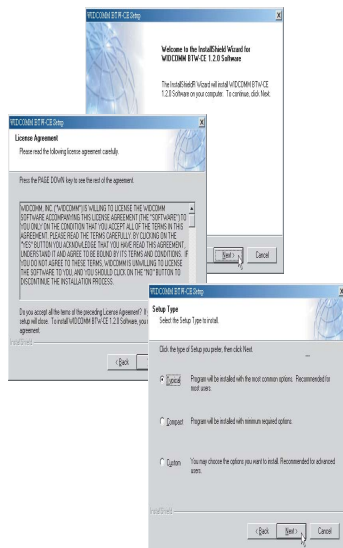 WIDCOMM BTW-CE Setup
Welcome to the InstallShield Wizard for
WIDCOMM BTW-CE 1.2.0 Software
The InstallShield® Wizard will install WIDCOMM BTW-CE
1.2.0 Software on your computer. To continue, click Next.
Next >
Cancel
WIDCOMM BTW-CE Setup
License Agreement
Please read the following license agreement carefully.
Press the PAGE DOWN key to see the rest of the agreement.
WIDCOMM, INC. ("WIDCOMM") IS WILLING TO LICENSE THE WIDCOMM
SOFTWARE ACCOMPANYING THIS LICENSE AGREEMENT (THE "SOFTWARE") TO
YOU ONLY ON THE CONDITION THAT YOU ACCEPT ALL OF THE TERMS IN THIS
AGREEMENT. PLEASE READ THE TERMS CAREFULLY. BY CLICKING ON THE
"YES" BUTTON YOU ACKNOWLEDGE THAT YOU HAVE READ THIS AGREEMENT,
UNDERSTAND IT AND AGREE TO BE BOUND BY ITS TERMS AND CONDITIONS. IF
YOU DO NOT AGREE TO THESE TERMS, WIDCOMM IS UNWILLING TO LICENSE
THE SOFTWARE TO YOU, AND YOU SHOULD CLICK ON THE "NO" BUTTON TO
DISCONTINUE THE INSTALLATION PROCESS.
Do you accept all the terms of the preceding License Agreement? If
setup will close. To install WIDCOMM BTW-CE 1.2.0 Software, you
agreement.
InstallShield
< Back
WIDCOMM BTW-CE Setup
Setup Type
Select the Setup Type to install.
Click the type of Setup you prefer, then click Next.
Typical Program will be installed with the most common options. Recommended for
most users.
Compact Program will be installed with minimum required options.
Custom You may choose the options you want to install. Recommended for advanced
users.
InstallShield
< Back
Next >
Cancel